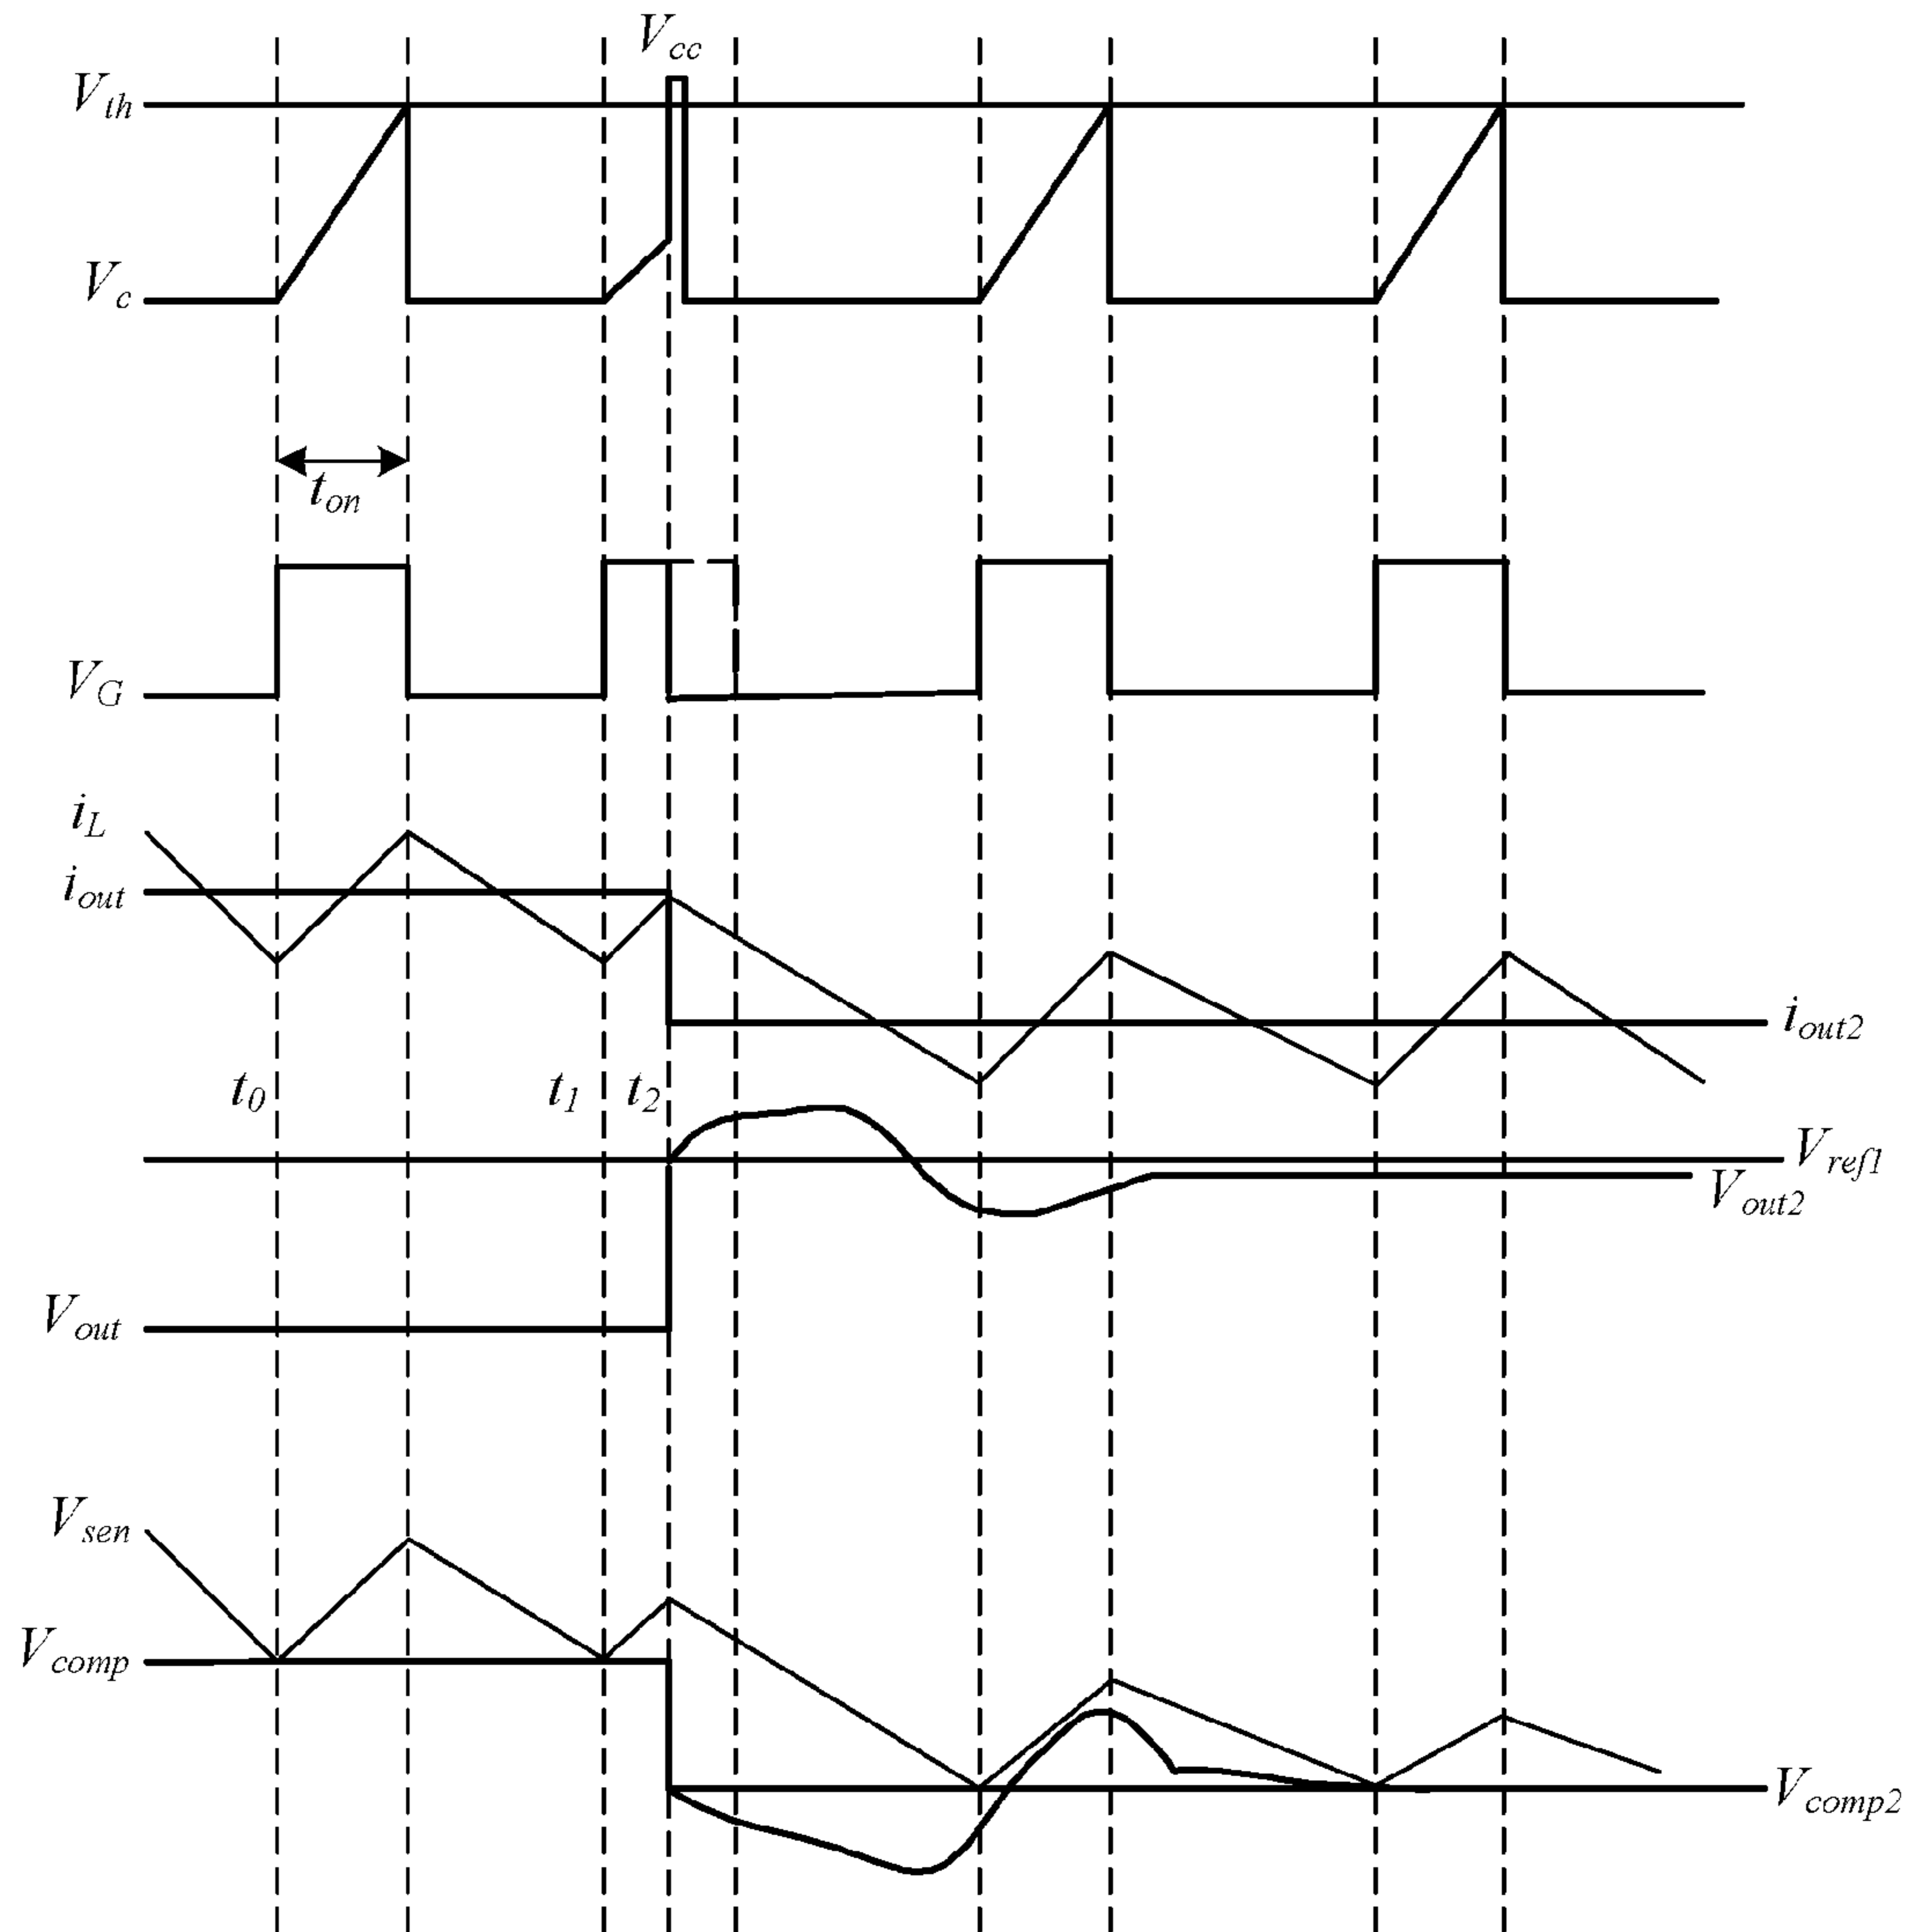 Vcc
Vth
Vc
ton
VG
iL
iout
iout2
t0 t1 t2
Vref1
Vout2
Vout
Vsen
Vcomp
Vcomp2